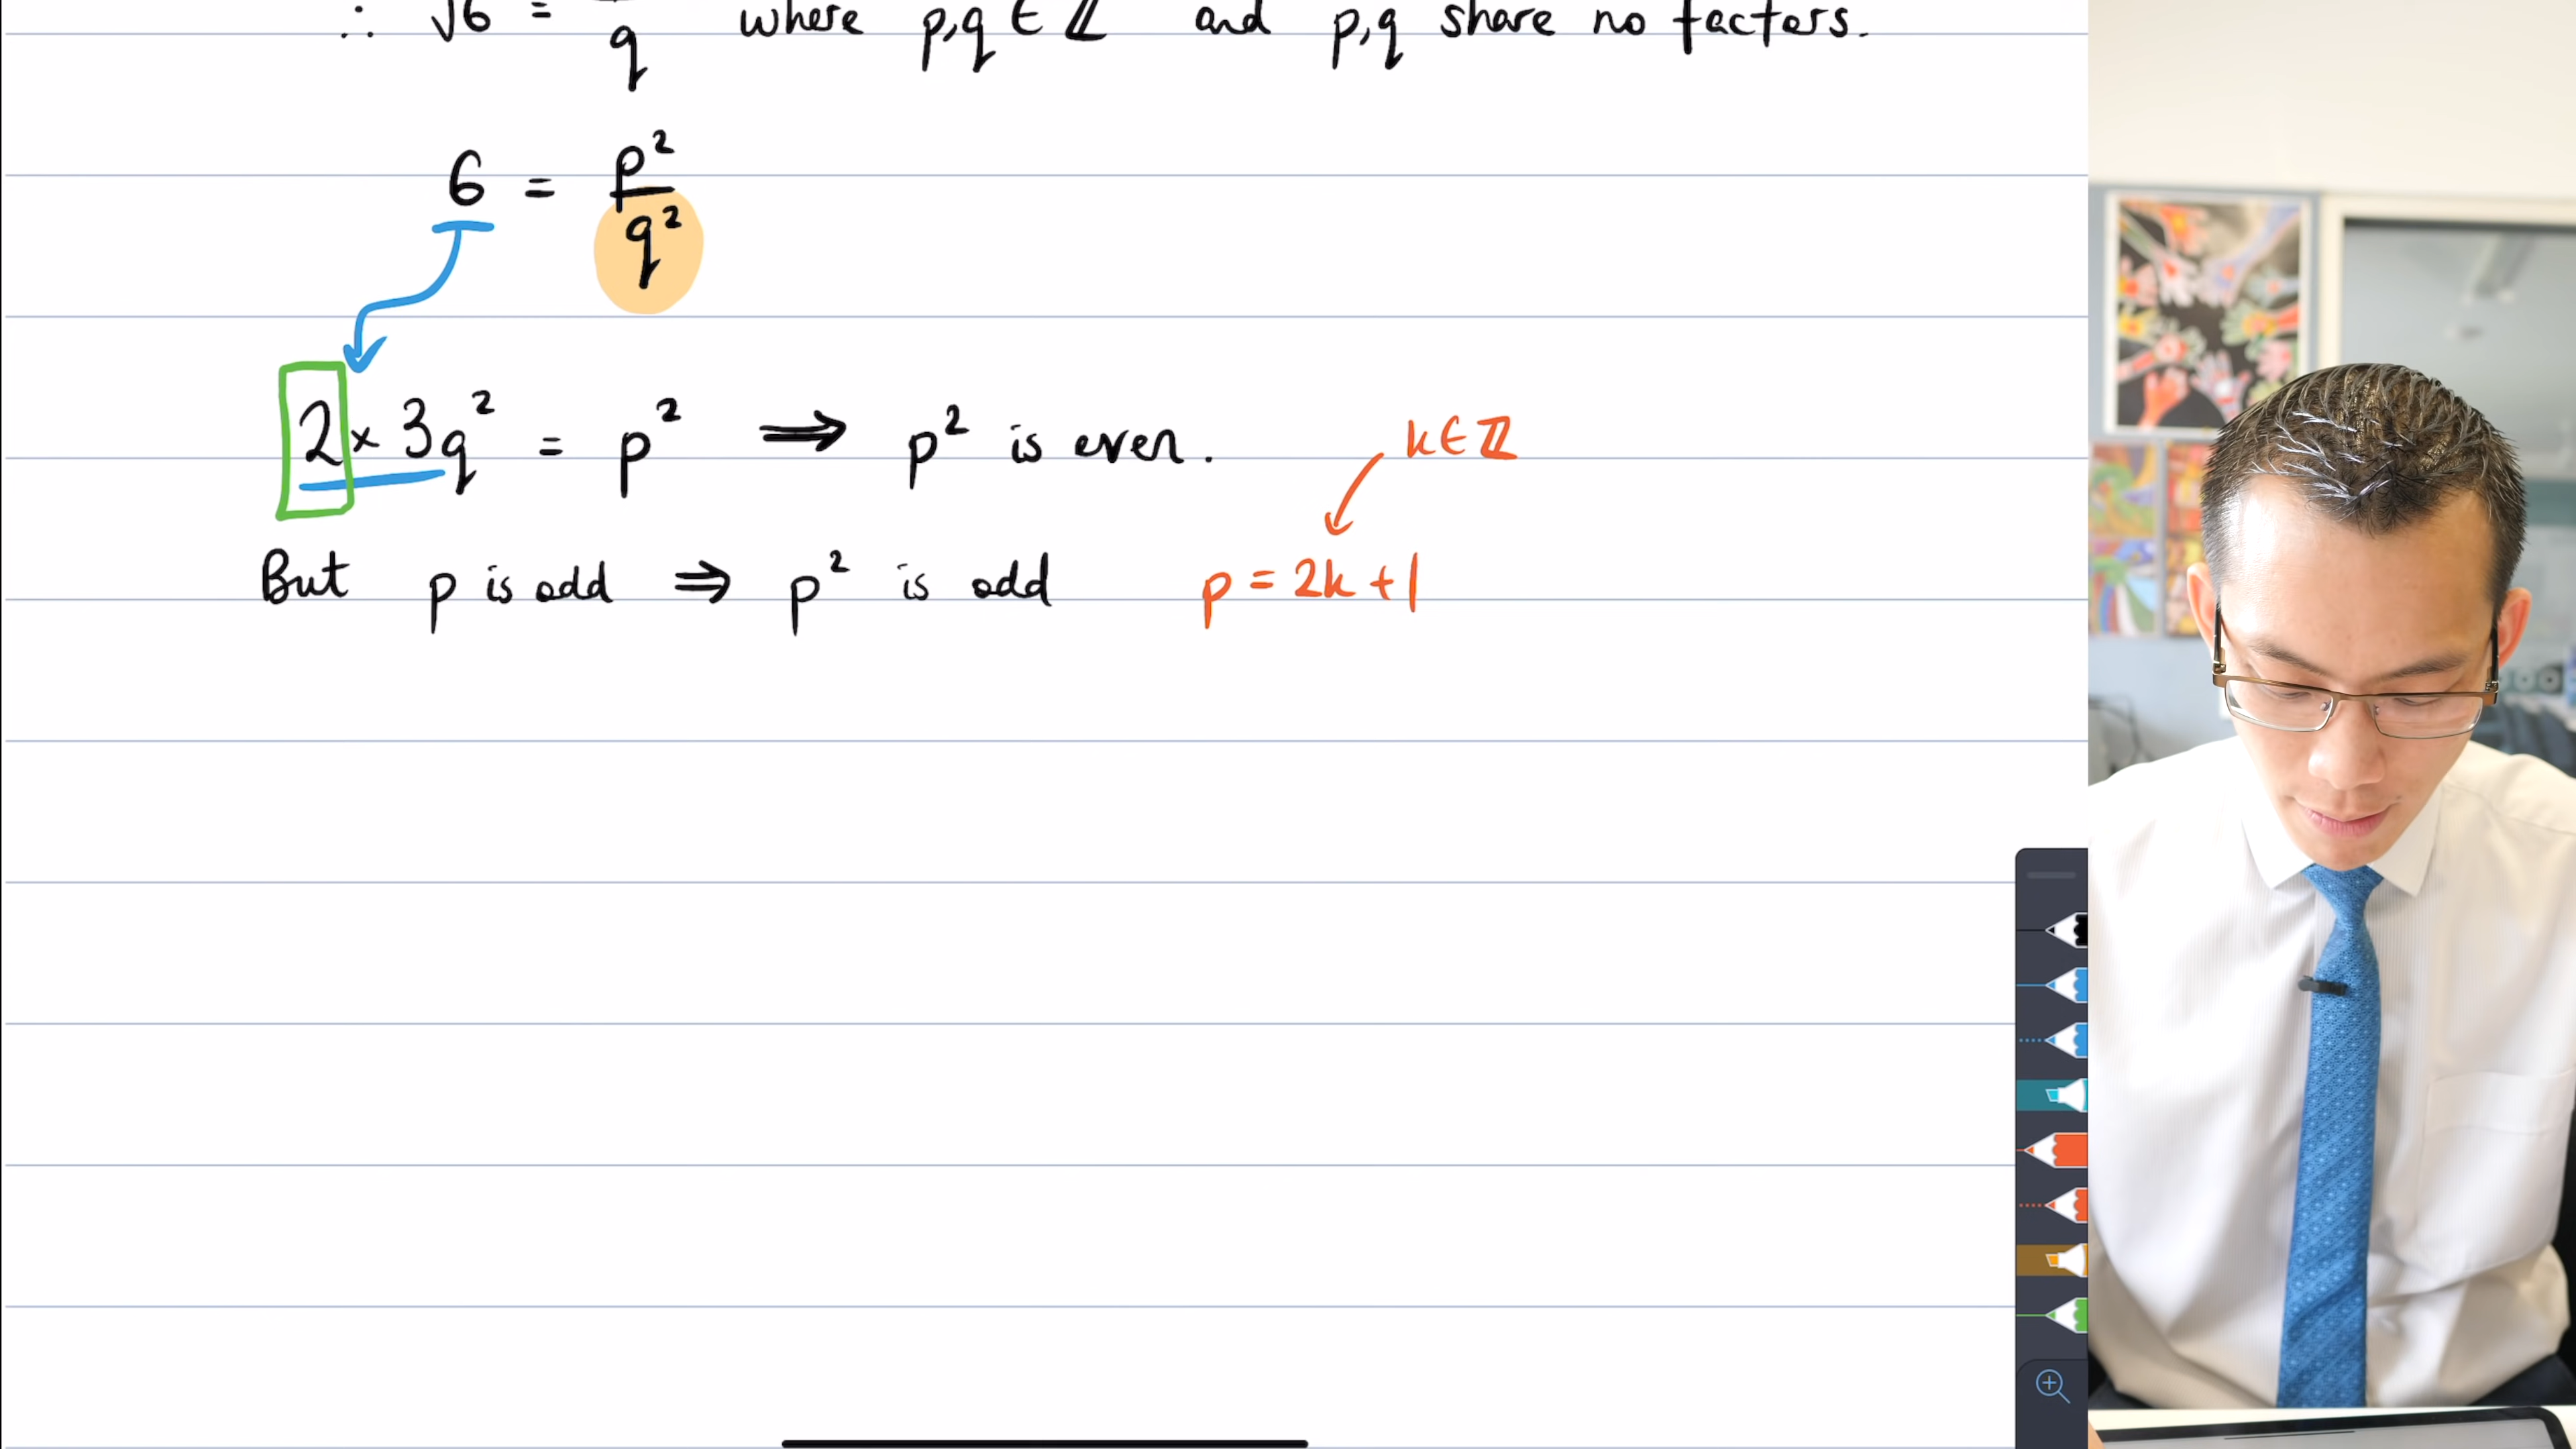 ∴ √6 = /q where p,q ∈ ℤ and p,q share no factors.
6 = p²/q²
2 × 3q² = p² ⟹ p² is even.
k ∈ ℤ
But p is odd ⟹ p² is odd p = 2k + 1